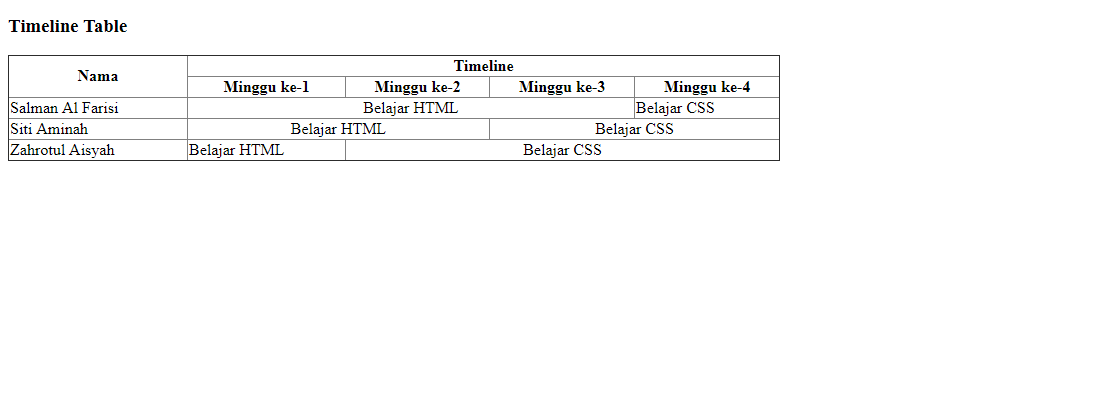 Timeline Table
Nama
Timeline
Minggu ke-1 Minggu ke-2 Minggu ke-3 Minggu ke-4
Salman Al Farisi Belajar HTML Belajar CSS
Siti Aminah Belajar HTML Belajar CSS
Zahrotul Aisyah Belajar HTML Belajar CSS